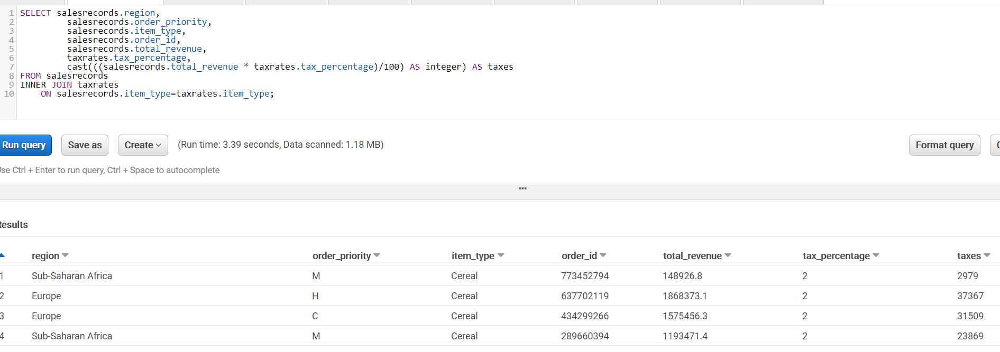 1 SELECT salesrecords.region,
2 salesrecords.order_priority,
3 salesrecords.item_type,
4 salesrecords.order_id,
5 salesrecords.total_revenue,
6 taxrates.tax_percentage,
7 cast(((salesrecords.total_revenue * taxrates.tax_percentage)/100) AS integer) AS taxes
8 FROM salesrecords
9 INNER JOIN taxrates
10 ON salesrecords.item_type=taxrates.item_type;
Run query Save as Create (Run time: 3.39 seconds, Data scanned: 1.18 MB) Format query
se Ctrl + Enter to run query, Ctrl + Space to autocomplete
Results
region order_priority item_type order_id total_revenue tax_percentage taxes
1 Sub-Saharan Africa M Cereal 773452794 148926.8 2 2979
2 Europe H Cereal 637702119 1868373.1 2 37367
3 Europe C Cereal 434299266 1575456.3 2 31509
4 Sub-Saharan Africa M Cereal 289660394 1193471.4 2 23869